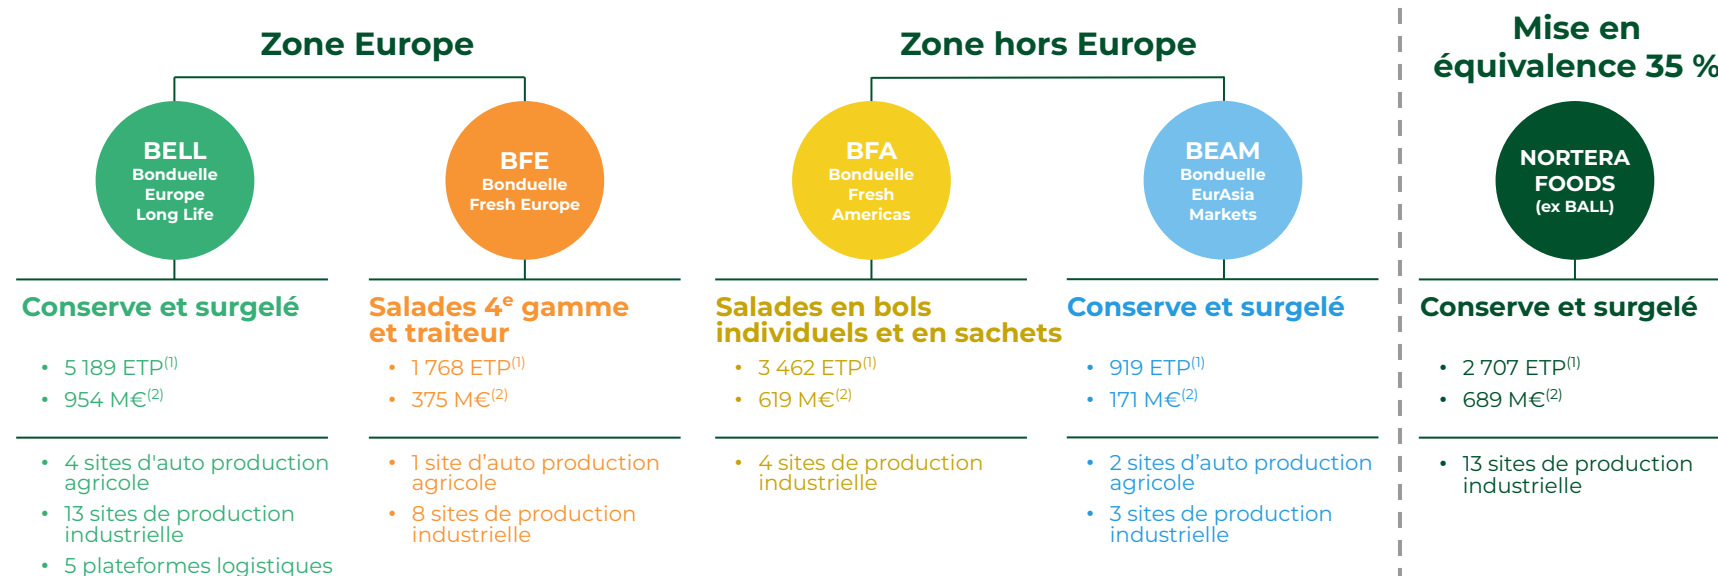 Zone Europe
BELL
Bonduelle
Europe
Long Life
Conserve et surgelé
• 5 189 ETP(1)
• 954 M€(2)
• 4 sites d'auto production
agricole
• 13 sites de production
industrielle
• 5 plateformes logistiques
BFE
Bonduelle
Fresh Europe
Salades 4e gamme
et traiteur
• 1 768 ETP(1)
• 375 M€(2)
• 1 site d’auto production
agricole
• 8 sites de production
industrielle
Zone hors Europe
BFA
Bonduelle
Fresh
Americas
Salades en bols
individuels et en sachets
• 3 462 ETP(1)
• 619 M€(2)
• 4 sites de production
industrielle
BEAM
Bonduelle
EurAsia
Markets
Conserve et surgelé
• 919 ETP(1)
• 171 M€(2)
• 2 sites d’auto production
agricole
• 3 sites de production
industrielle
Mise en
équivalence 35 %
NORTERA
FOODS
(ex BALL)
Conserve et surgelé
• 2 707 ETP(1)
• 689 M€(2)
• 13 sites de production
industrielle